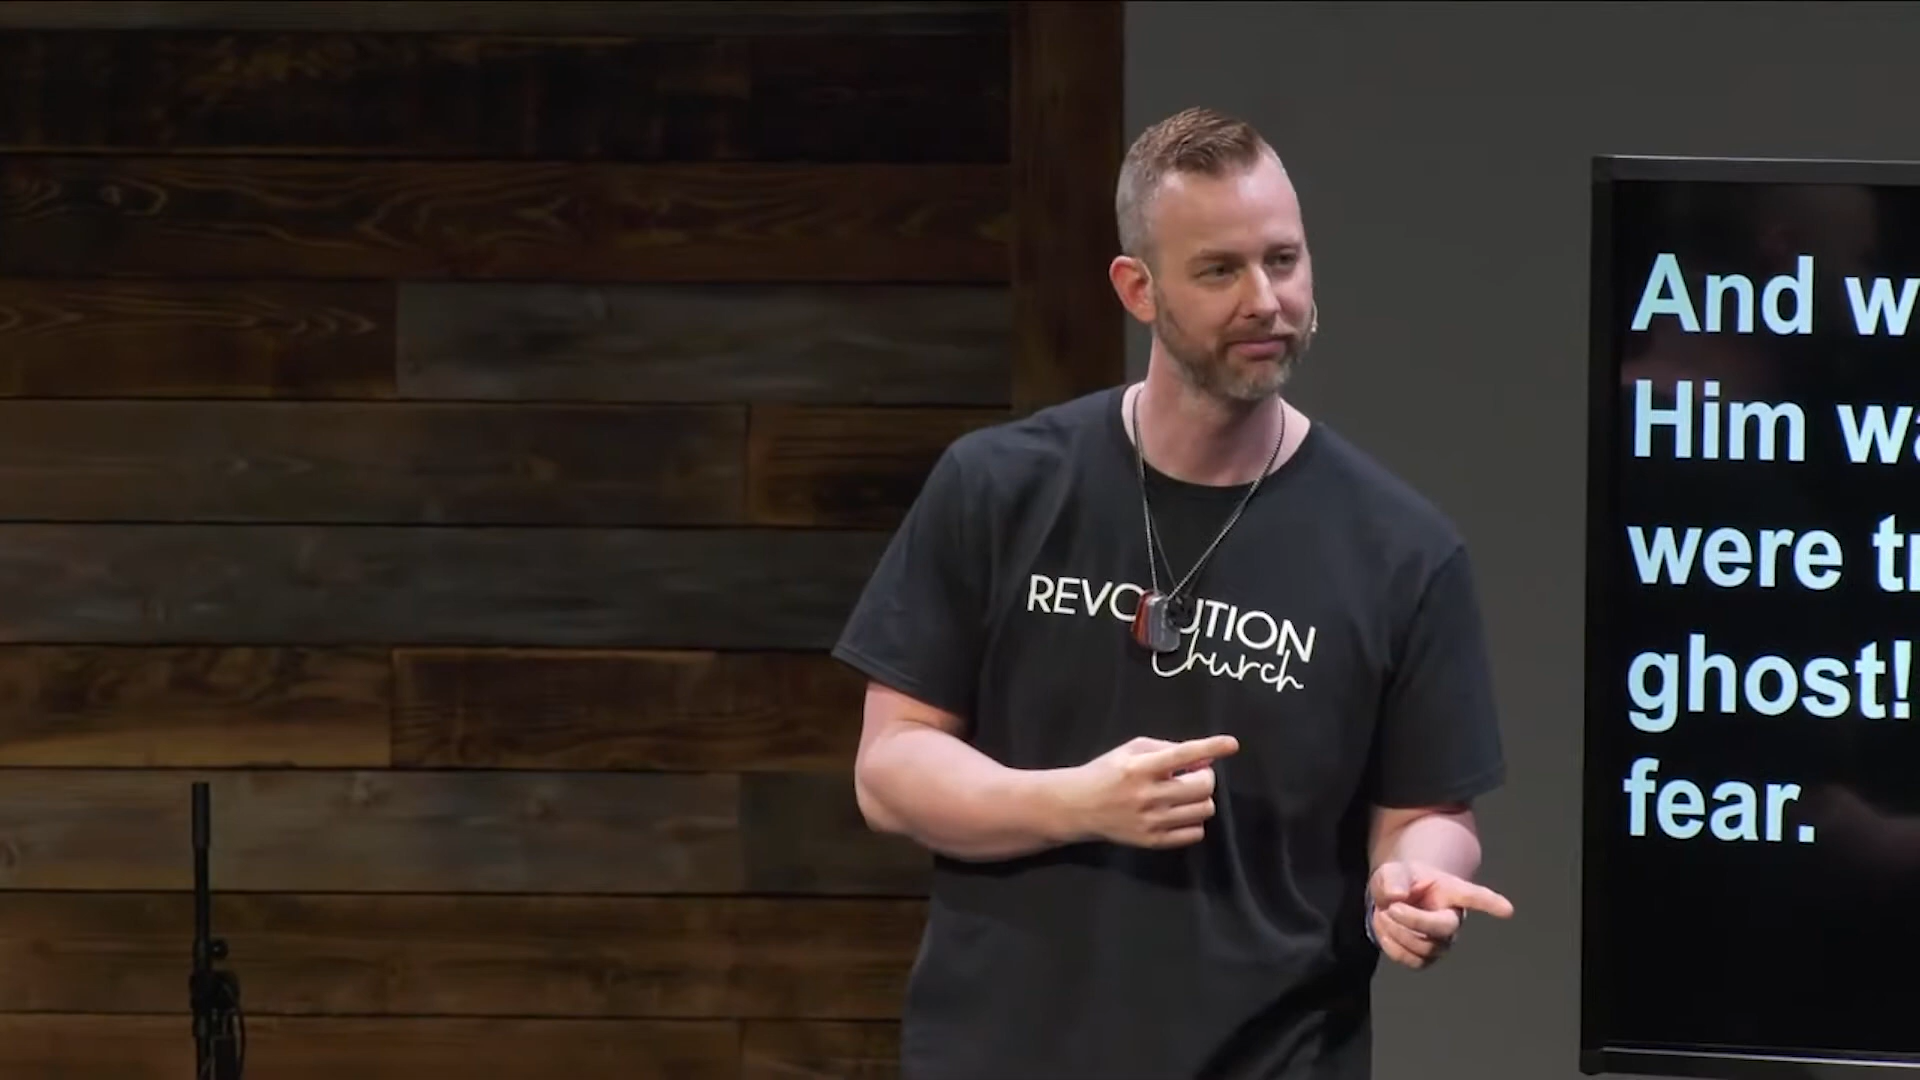 REVOLUTION
Church
And w
Him wa
were tr
ghost!
fear.